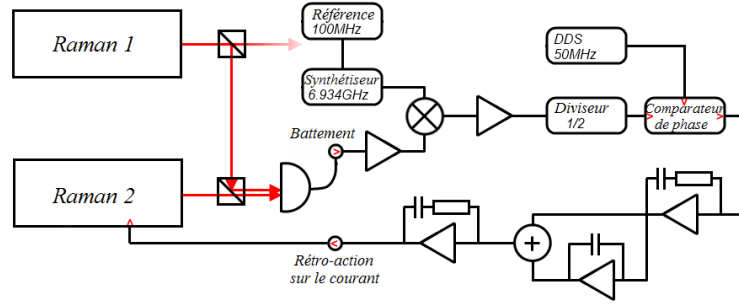 Raman 1
Référence
100MHz
Synthétiseur
6.934GHz
DDS
50MHz
Battement
Diviseur
1/2
Comparateur
de phase
Raman 2
Rétro-action
sur le courant